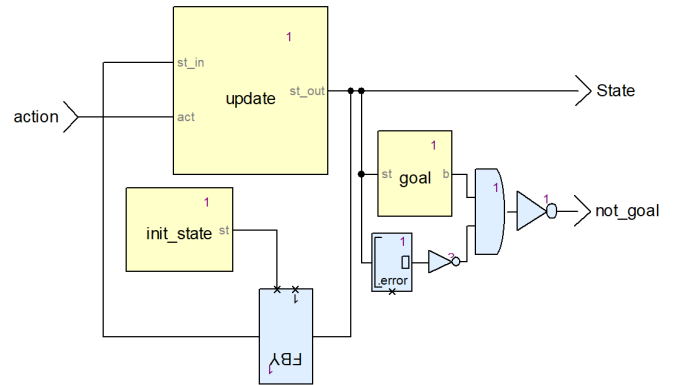 1
st_in
st_out
State
update
action
act
1
st
goal
b
1
1
1
init_state
st
not_goal
1
2
.error
1
FBY
1